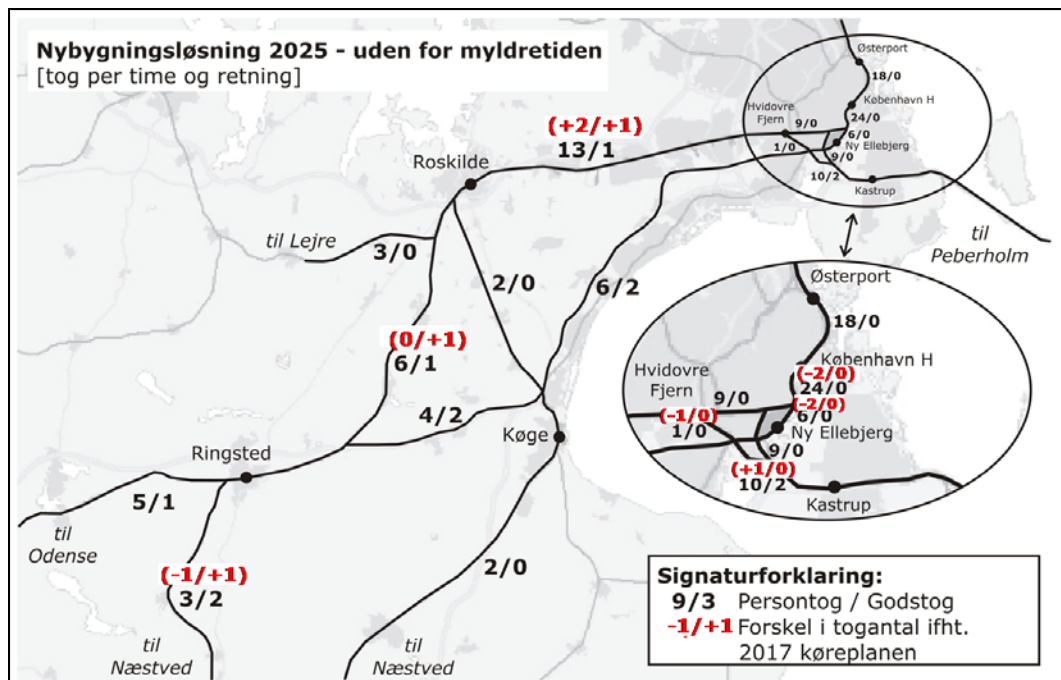 Nybygningsløsning 2025 - uden for myldretiden
[tog per time og retning]
Østerport
18/0
København H
Hvidovre
Fjern
9/0
24/0
6/0
1/0
Ny Ellebjerg
9/0
10/2
Kastrup
(+2/+1)
13/1
Roskilde
til Lejre
3/0
2/0
6/2
til
Peberholm
(0/+1)
6/1
4/2
Køge
Ringsted
5/1
til
Odense
(-1/+1)
3/2
til
Næstved
2/0
til
Næstved
Østerport
18/0
København H
(-2/0)
24/0
Hvidovre
Fjern
9/0
(-2/0)
6/0
(-1/0)
1/0
Ny Ellebjerg
9/0
(+1/0)
10/2
Kastrup
Signaturforklaring:
9/3 Persontog / Godstog
-1/+1 Forskel i togantal ifht.
2017 køreplanen